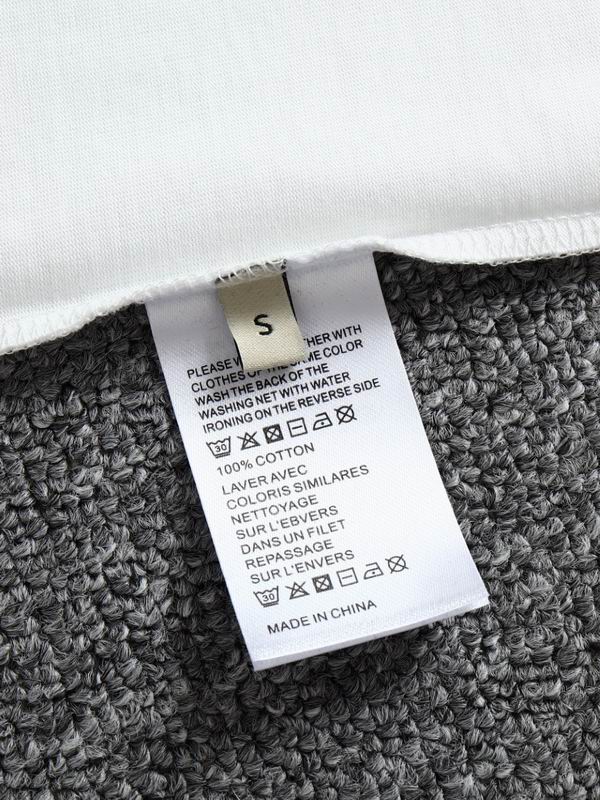 S
PLEASE THER WITH
CLOTHES OF THE SAME COLOR
WASH THE BACK OF THE
WASHING NET WITH WATER
IRONING ON THE REVERSE SIDE
30
100% COTTON
LAVER AVEC
COLORIS SIMILARES
NETTOYAGE
SUR L'EBVERS
DANS UN FILET
REPASSAGE
SUR L'ENVERS
30
MADE IN CHINA